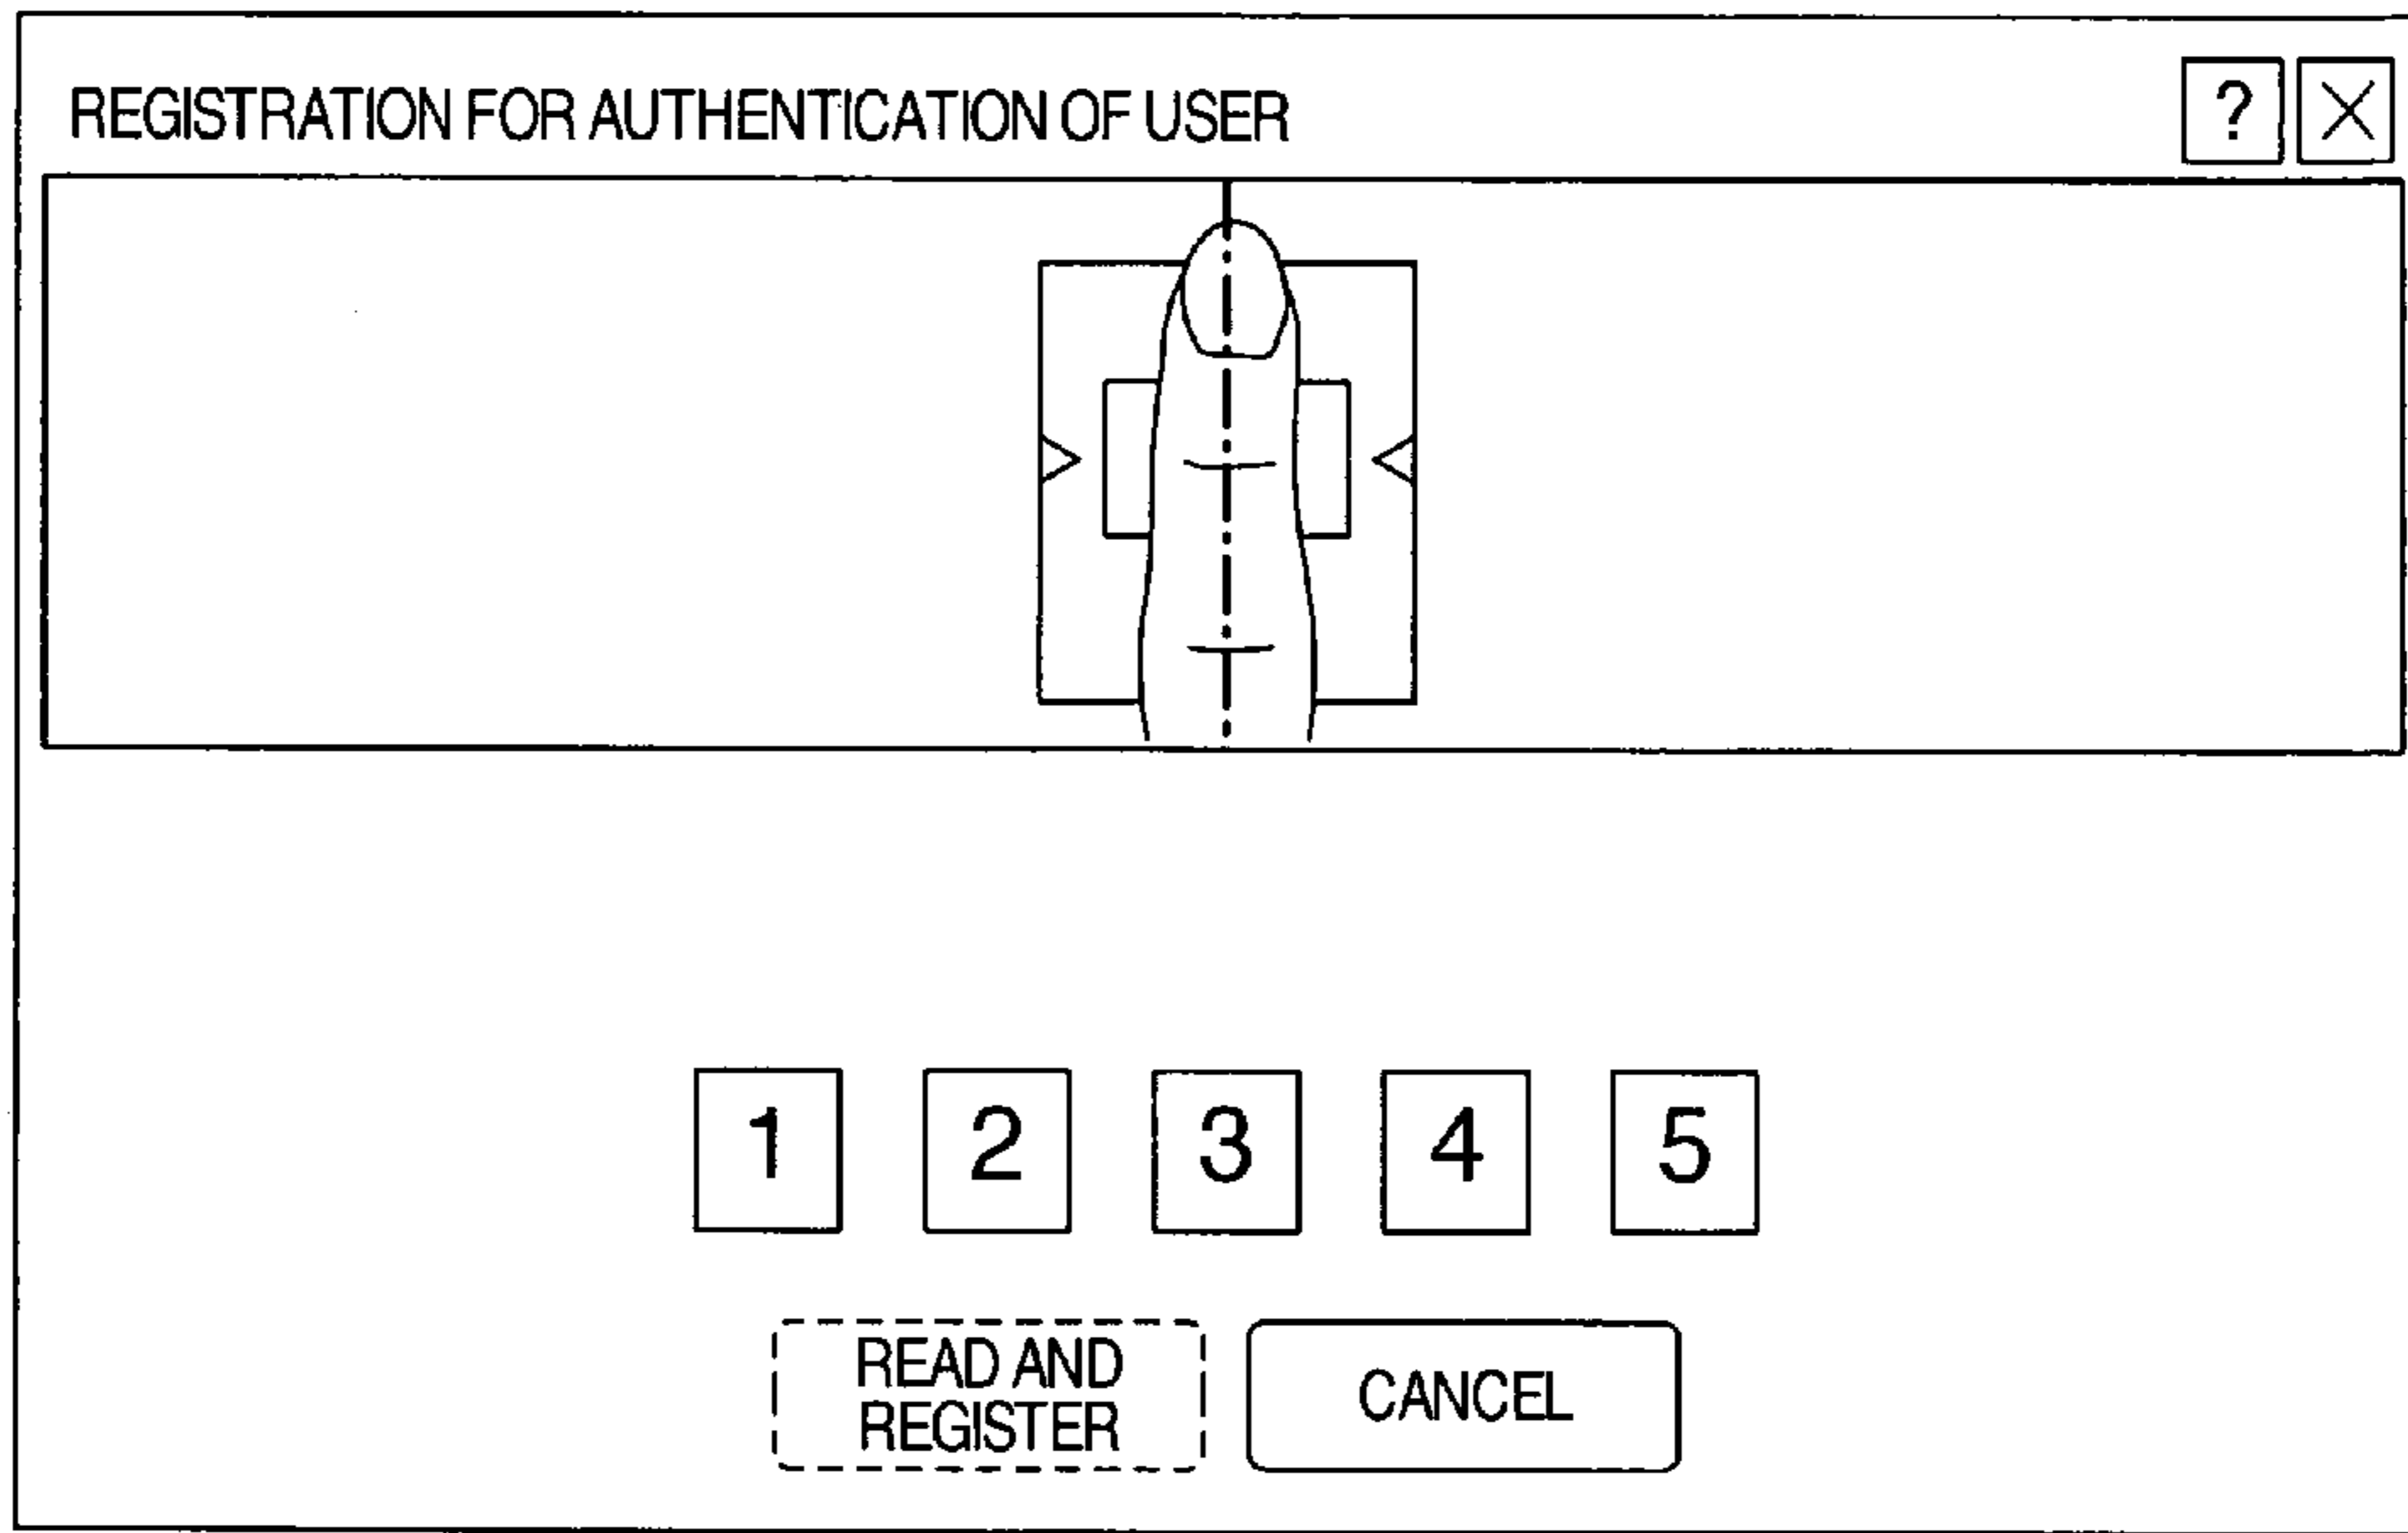 REGISTRATION FOR AUTHENTICATION OF USER ? X
1 2 3 4 5
READ AND
REGISTER
CANCEL